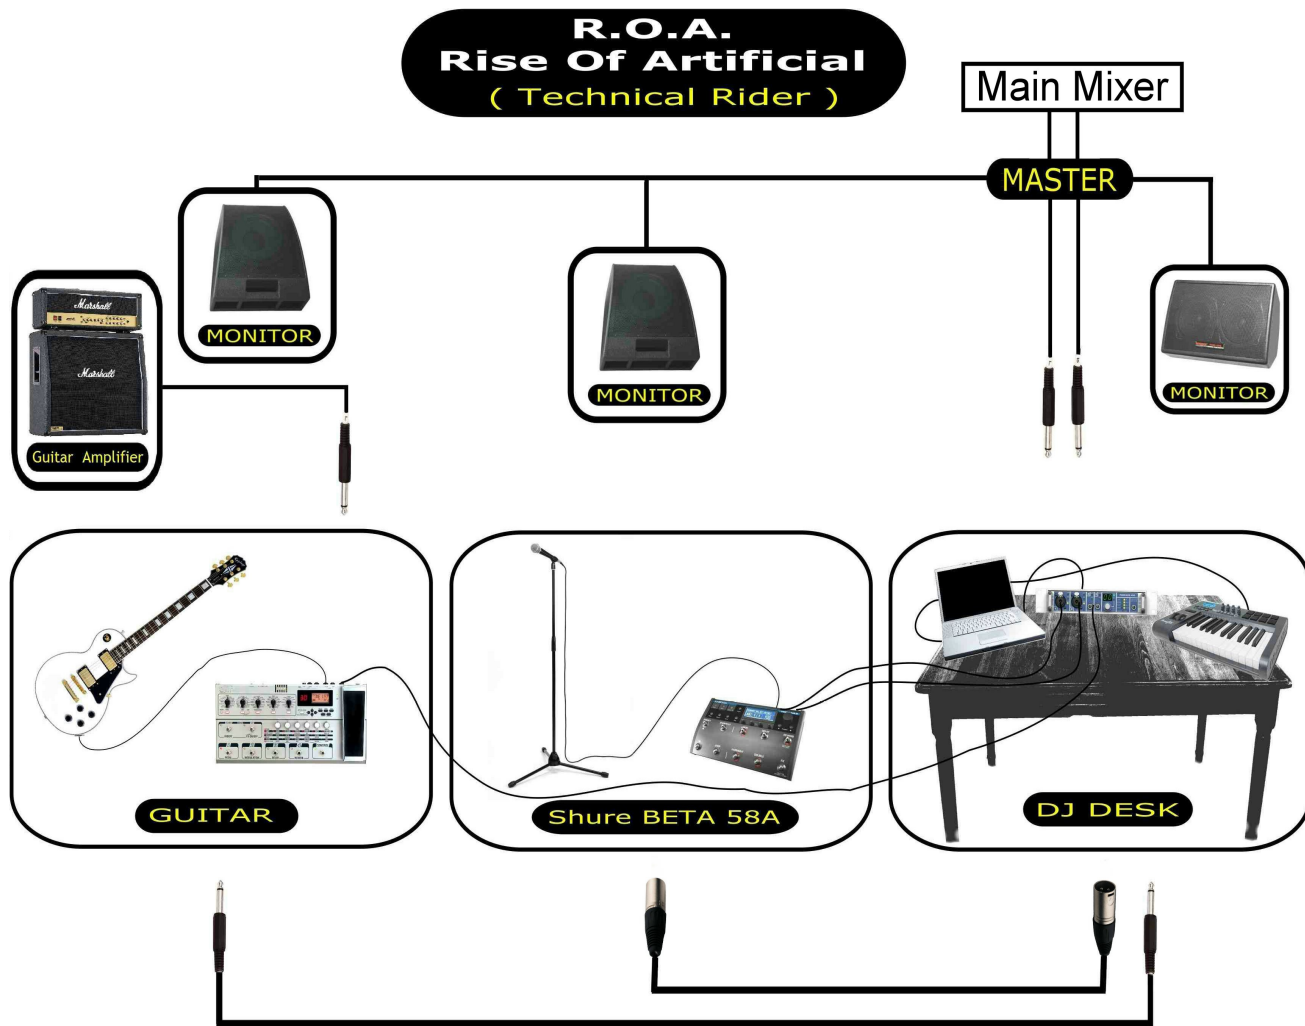 R.O.A.
Rise Of Artificial
( Technical Rider )
Main Mixer
MASTER
MONITOR
MONITOR
MONITOR
Marshall
Marshall
Guitar Amplifier
GUITAR
Shure BETA 58A
DJ DESK